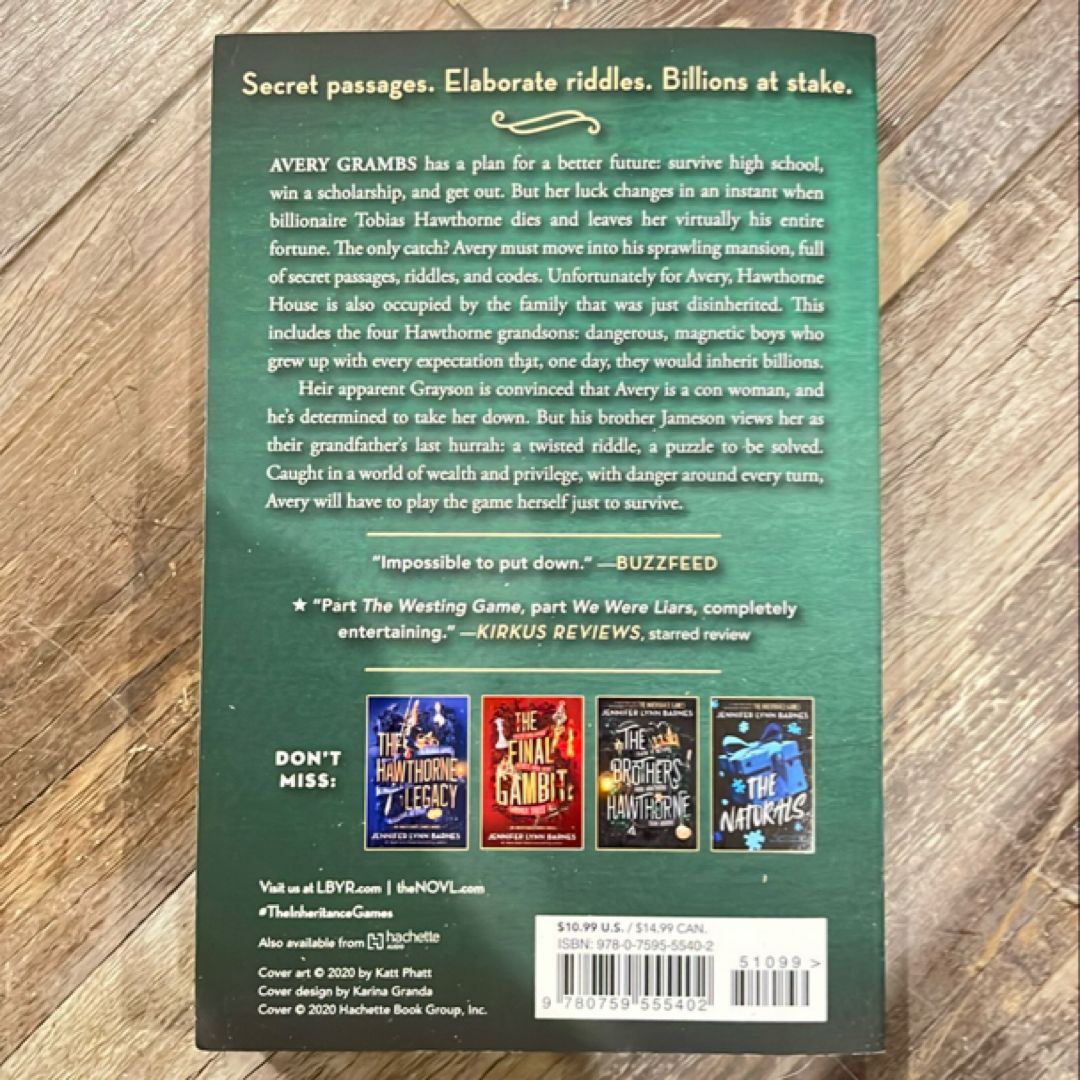 Secret passages. Elaborate riddles. Billions at stake.
AVERY GRAMBS has a plan for a better future: survive high school,
win a scholarship, and get out. But her luck changes in an instant when
billionaire Tobias Hawthorne dies and leaves her virtually his entire
fortune. The only catch? Avery must move into his sprawling mansion, full
of secret passages, riddles, and codes. Unfortunately for Avery, Hawthorne
House is also occupied by the family that was just disinherited. This
includes the four Hawthorne grandsons: dangerous, magnetic boys who
grew up with every expectation that, one day, they would inherit billions.
Heir apparent Grayson is convinced that Avery is a con woman, and
he's determined to take her down. But his brother Jameson views her as
their grandfather's last hurrah: a twisted riddle, a puzzle to be solved.
Caught in a world of wealth and privilege, with danger around every turn,
Avery will have to play the game herself just to survive.
"Impossible to put down." —BUZZFEED
★ "Part The Westing Game, part We Were Liars, completely
entertaining." —KIRKUS REVIEWS, starred review
DON'T
MISS:
THE
HAWTHORNE
LEGACY
JENNIFER LYNN BARNES
THE
FINAL
GAMBIT
JENNIFER LYNN BARNES
JENNIFER LYNN BARNES
THE
BROTHERS
HAWTHORNE
JENNIFER LYNN BARNES
THE
NATURALS
Visit us at LBYR.com | theNOVL.com
#TheInheritanceGames
Also available from hachette
AUDIO
Cover art © 2020 by Katt Phatt
Cover design by Karina Granda
Cover © 2020 Hachette Book Group, Inc.
$10.99 U.S. / $14.99 CAN.
ISBN: 978-0-7595-5540-2
51099 >
9 780759 555402